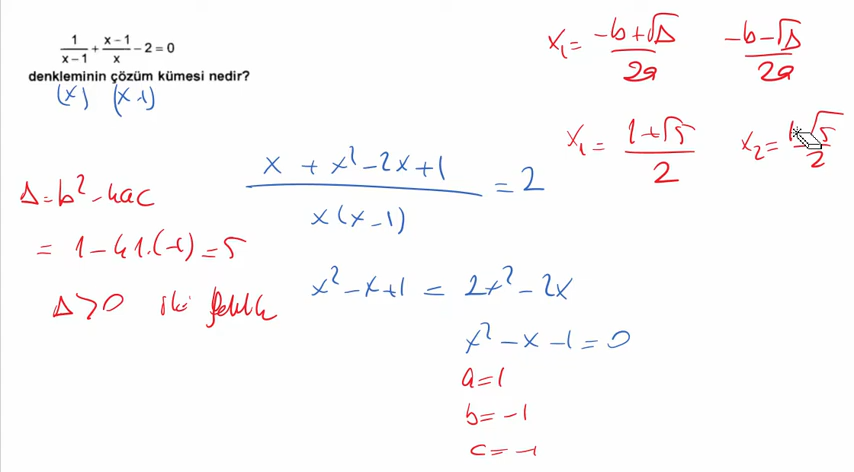 1/(x−1) + (x−1)/x − 2 = 0
denkleminin çözüm kümesi nedir?
(x) (x-1)
x₁ = (-b+√Δ)/2a (-b-√Δ)/2a
x₁ = (1+√5)/2 x₂ = √5/2
(x + x² - 2x + 1)/(x(x-1)) = 2
Δ = b² - 4ac
= 1 - 4.1.(-1) = 5
Δ > 0 iki
x² - x + 1 = 2x² - 2x
x² - x - 1 = 0
a = 1
b = -1
c = -1